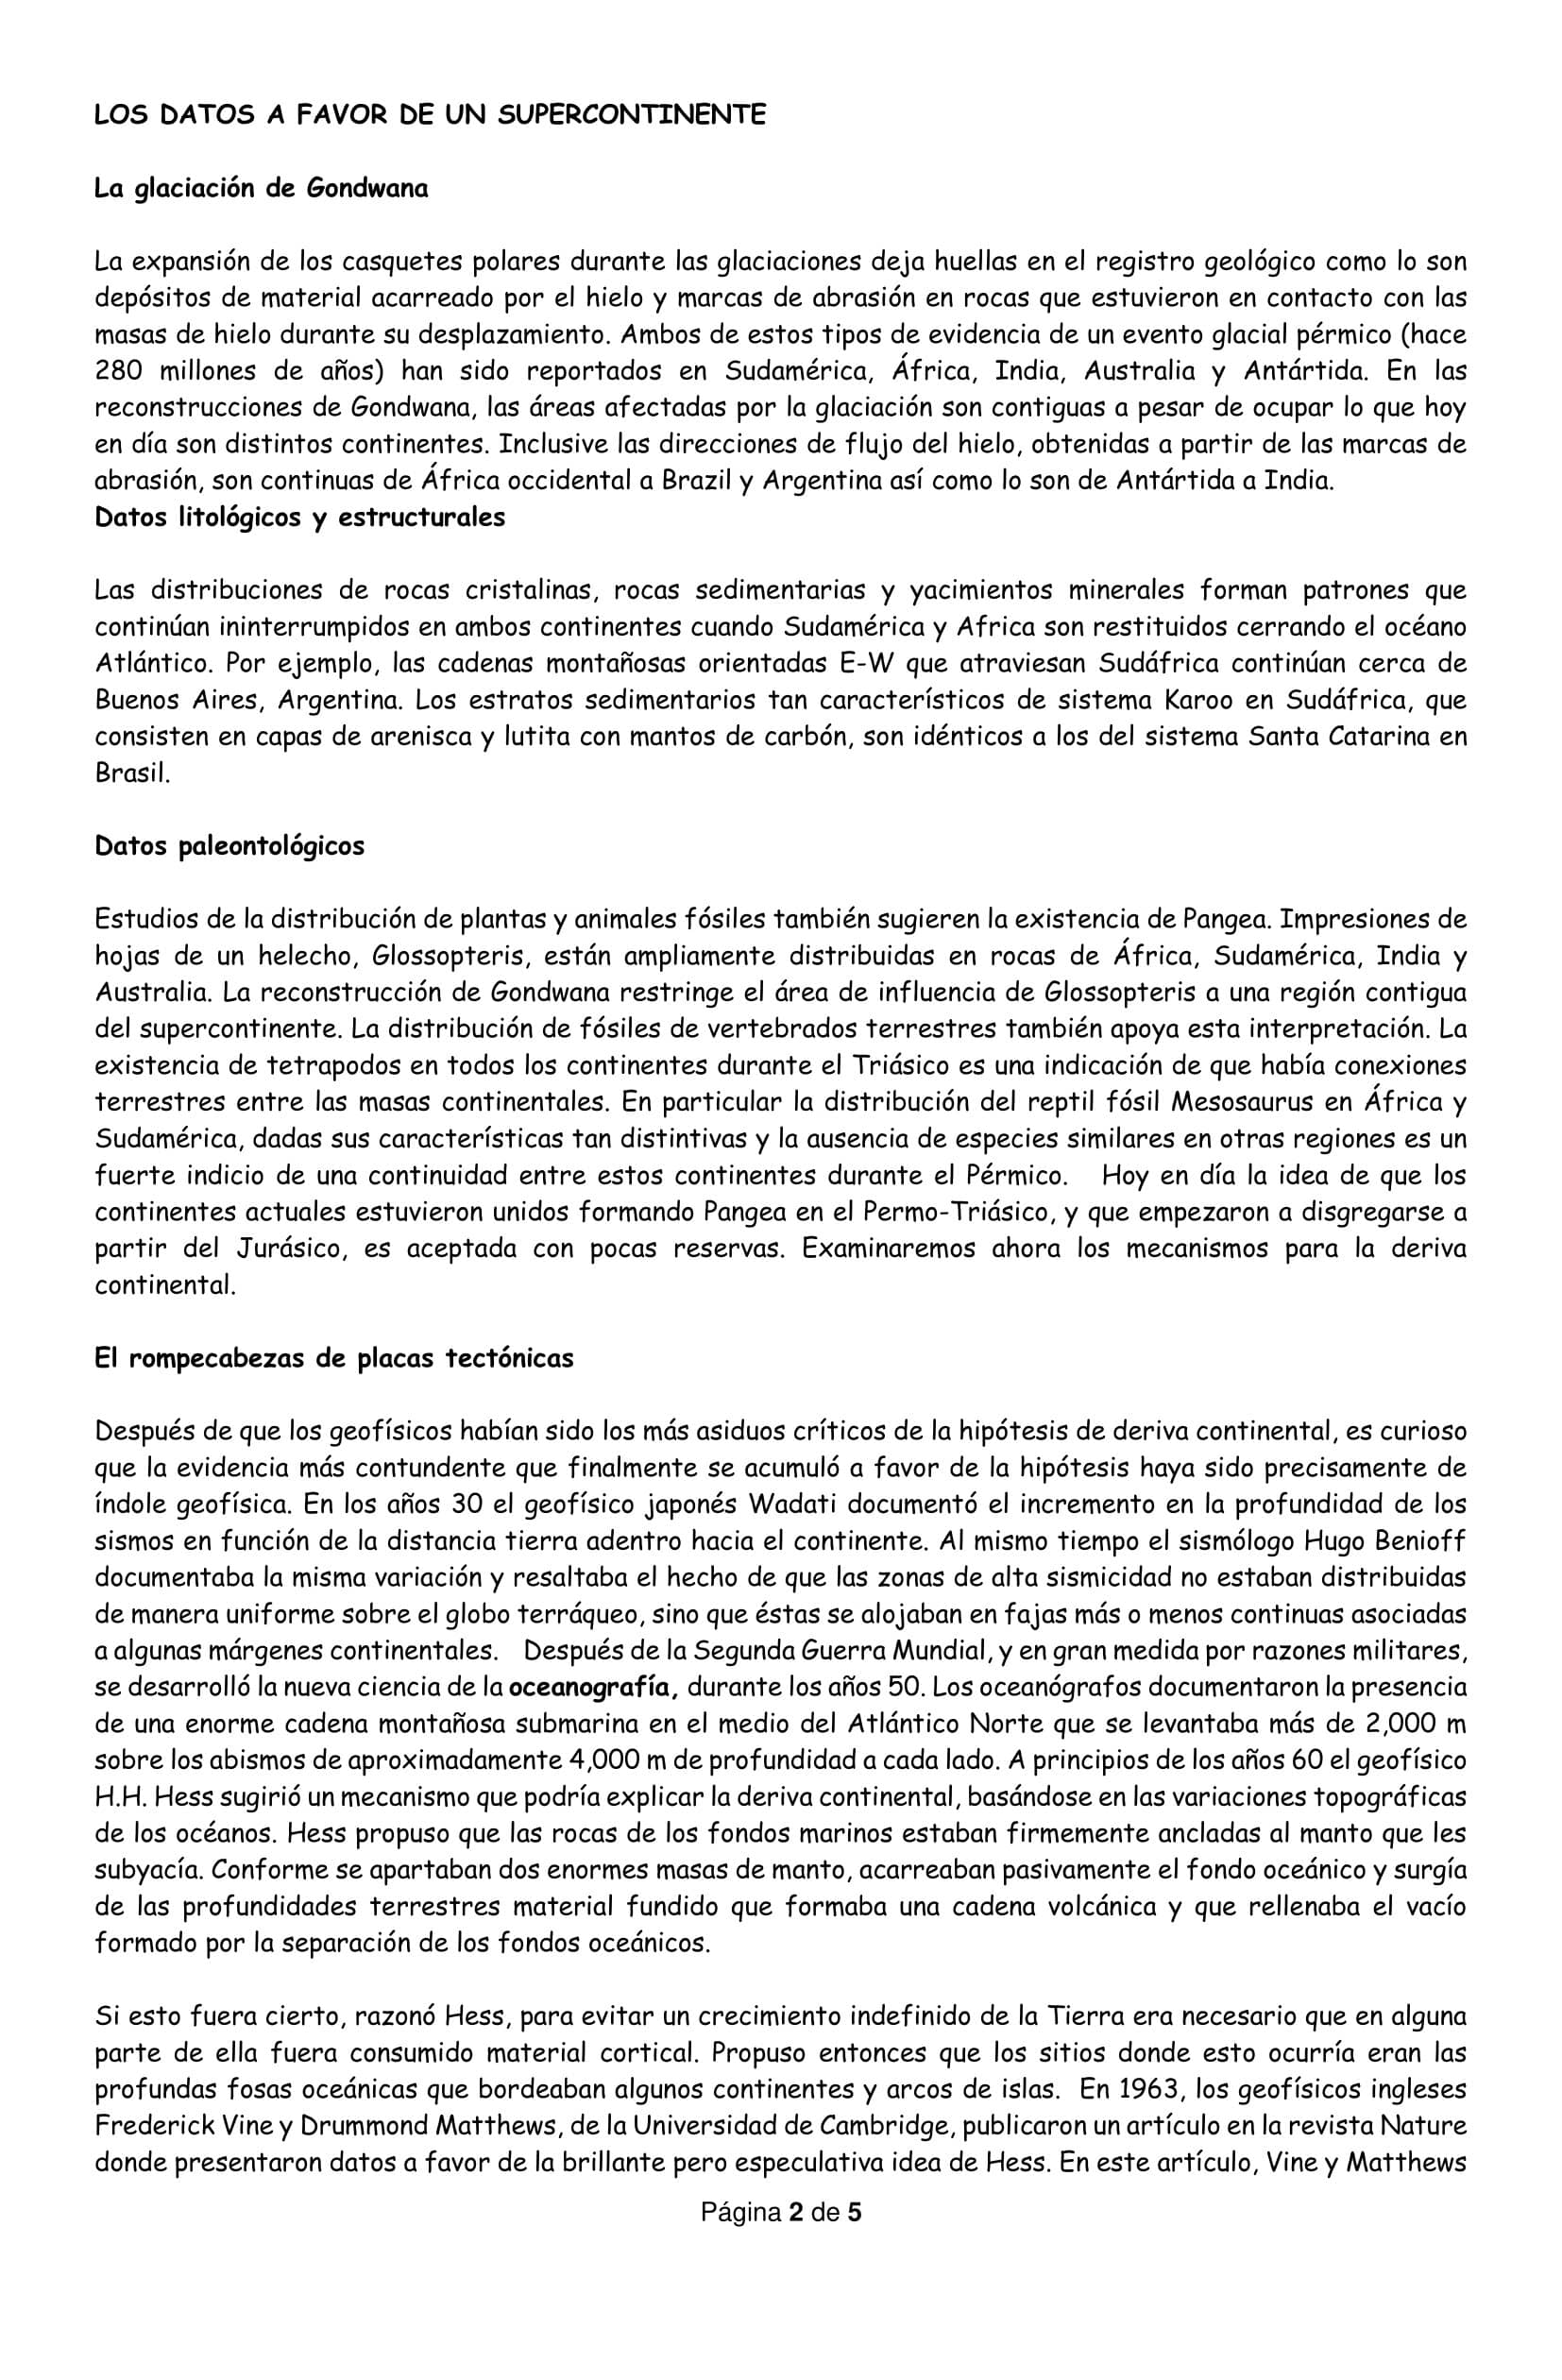 LOS DATOS A FAVOR DE UN SUPERCONTINENTE
La glaciación de Gondwana
La expansión de los casquetes polares durante las glaciaciones deja huellas en el registro geológico como lo son
depósitos de material acarreado por el hielo y marcas de abrasión en rocas que estuvieron en contacto con las
masas de hielo durante su desplazamiento. Ambos de estos tipos de evidencia de un evento glacial pérmico (hace
280 millones de años) han sido reportados en Sudamérica, África, India, Australia y Antártida. En las
reconstrucciones de Gondwana, las áreas afectadas por la glaciación son contiguas a pesar de ocupar lo que hoy
en día son distintos continentes. Inclusive las direcciones de flujo del hielo, obtenidas a partir de las marcas de
abrasión, son continuas de África occidental a Brazil y Argentina así como lo son de Antártida a India.
Datos litológicos y estructurales
Las distribuciones de rocas cristalinas, rocas sedimentarias y yacimientos minerales forman patrones que
continúan ininterrumpidos en ambos continentes cuando Sudamérica y Africa son restituidos cerrando el océano
Atlántico. Por ejemplo, las cadenas montañosas orientadas E-W que atraviesan Sudáfrica continúan cerca de
Buenos Aires, Argentina. Los estratos sedimentarios tan característicos de sistema Karoo en Sudáfrica, que
consisten en capas de arenisca y lutita con mantos de carbón, son idénticos a los del sistema Santa Catarina en
Brasil.
Datos paleontológicos
Estudios de la distribución de plantas y animales fósiles también sugieren la existencia de Pangea. Impresiones de
hojas de un helecho, Glossopteris, están ampliamente distribuidas en rocas de África, Sudamérica, India y
Australia. La reconstrucción de Gondwana restringe el área de influencia de Glossopteris a una región contigua
del supercontinente. La distribución de fósiles de vertebrados terrestres también apoya esta interpretación. La
existencia de tetrapodos en todos los continentes durante el Triásico es una indicación de que había conexiones
terrestres entre las masas continentales. En particular la distribución del reptil fósil Mesosaurus en África y
Sudamérica, dadas sus características tan distintivas y la ausencia de especies similares en otras regiones es un
fuerte indicio de una continuidad entre estos continentes durante el Pérmico. Hoy en día la idea de que los
continentes actuales estuvieron unidos formando Pangea en el Permo-Triásico, y que empezaron a disgregarse a
partir del Jurásico, es aceptada con pocas reservas. Examinaremos ahora los mecanismos para la deriva
continental.
El rompecabezas de placas tectónicas
Después de que los geofísicos habían sido los más asiduos críticos de la hipótesis de deriva continental, es curioso
que la evidencia más contundente que finalmente se acumuló a favor de la hipótesis haya sido precisamente de
índole geofísica. En los años 30 el geofísico japonés Wadati documentó el incremento en la profundidad de los
sismos en función de la distancia tierra adentro hacia el continente. Al mismo tiempo el sismólogo Hugo Benioff
documentaba la misma variación y resaltaba el hecho de que las zonas de alta sismicidad no estaban distribuidas
de manera uniforme sobre el globo terráqueo, sino que éstas se alojaban en fajas más o menos continuas asociadas
a algunas márgenes continentales. Después de la Segunda Guerra Mundial, y en gran medida por razones militares,
se desarrolló la nueva ciencia de la oceanografía, durante los años 50. Los oceanógrafos documentaron la presencia
de una enorme cadena montañosa submarina en el medio del Atlántico Norte que se levantaba más de 2,000 m
sobre los abismos de aproximadamente 4,000 m de profundidad a cada lado. A principios de los años 60 el geofísico
H.H. Hess sugirió un mecanismo que podría explicar la deriva continental, basándose en las variaciones topográficas
de los océanos. Hess propuso que las rocas de los fondos marinos estaban firmemente ancladas al manto que les
subyacía. Conforme se apartaban dos enormes masas de manto, acarreaban pasivamente el fondo oceánico y surgía
de las profundidades terrestres material fundido que formaba una cadena volcánica y que rellenaba el vacío
formado por la separación de los fondos oceánicos.
Si esto fuera cierto, razonó Hess, para evitar un crecimiento indefinido de la Tierra era necesario que en alguna
parte de ella fuera consumido material cortical. Propuso entonces que los sitios donde esto ocurría eran las
profundas fosas oceánicas que bordeaban algunos continentes y arcos de islas. En 1963, los geofísicos ingleses
Frederick Vine y Drummond Matthews, de la Universidad de Cambridge, publicaron un artículo en la revista Nature
donde presentaron datos a favor de la brillante pero especulativa idea de Hess. En este artículo, Vine y Matthews
Página 2 de 5